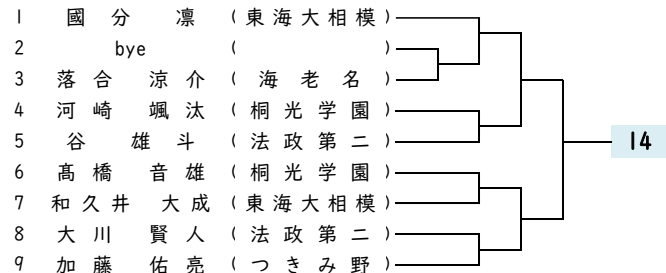 1 國分 凛 (東海大相模)
2 bye ( )
3 落合 涼介 (海老名)
4 河崎 颯汰 (桐光学園)
5 谷 雄斗 (法政第二)
14
6 髙橋 音雄 (桐光学園)
7 和久井 大成 (東海大相模)
8 大川 賢人 (法政第二)
9 加藤 佑亮 (つきみ野)